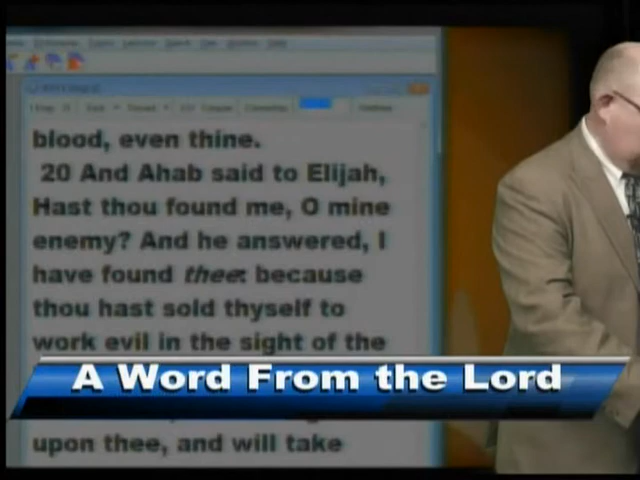 blood, even thine.
20 And Ahab said to Elijah,
Hast thou found me, O mine
enemy? And he answered, I
have found thee: because
thou hast sold thyself to
work evil in the sight of the
A Word From the Lord
upon thee, and will take